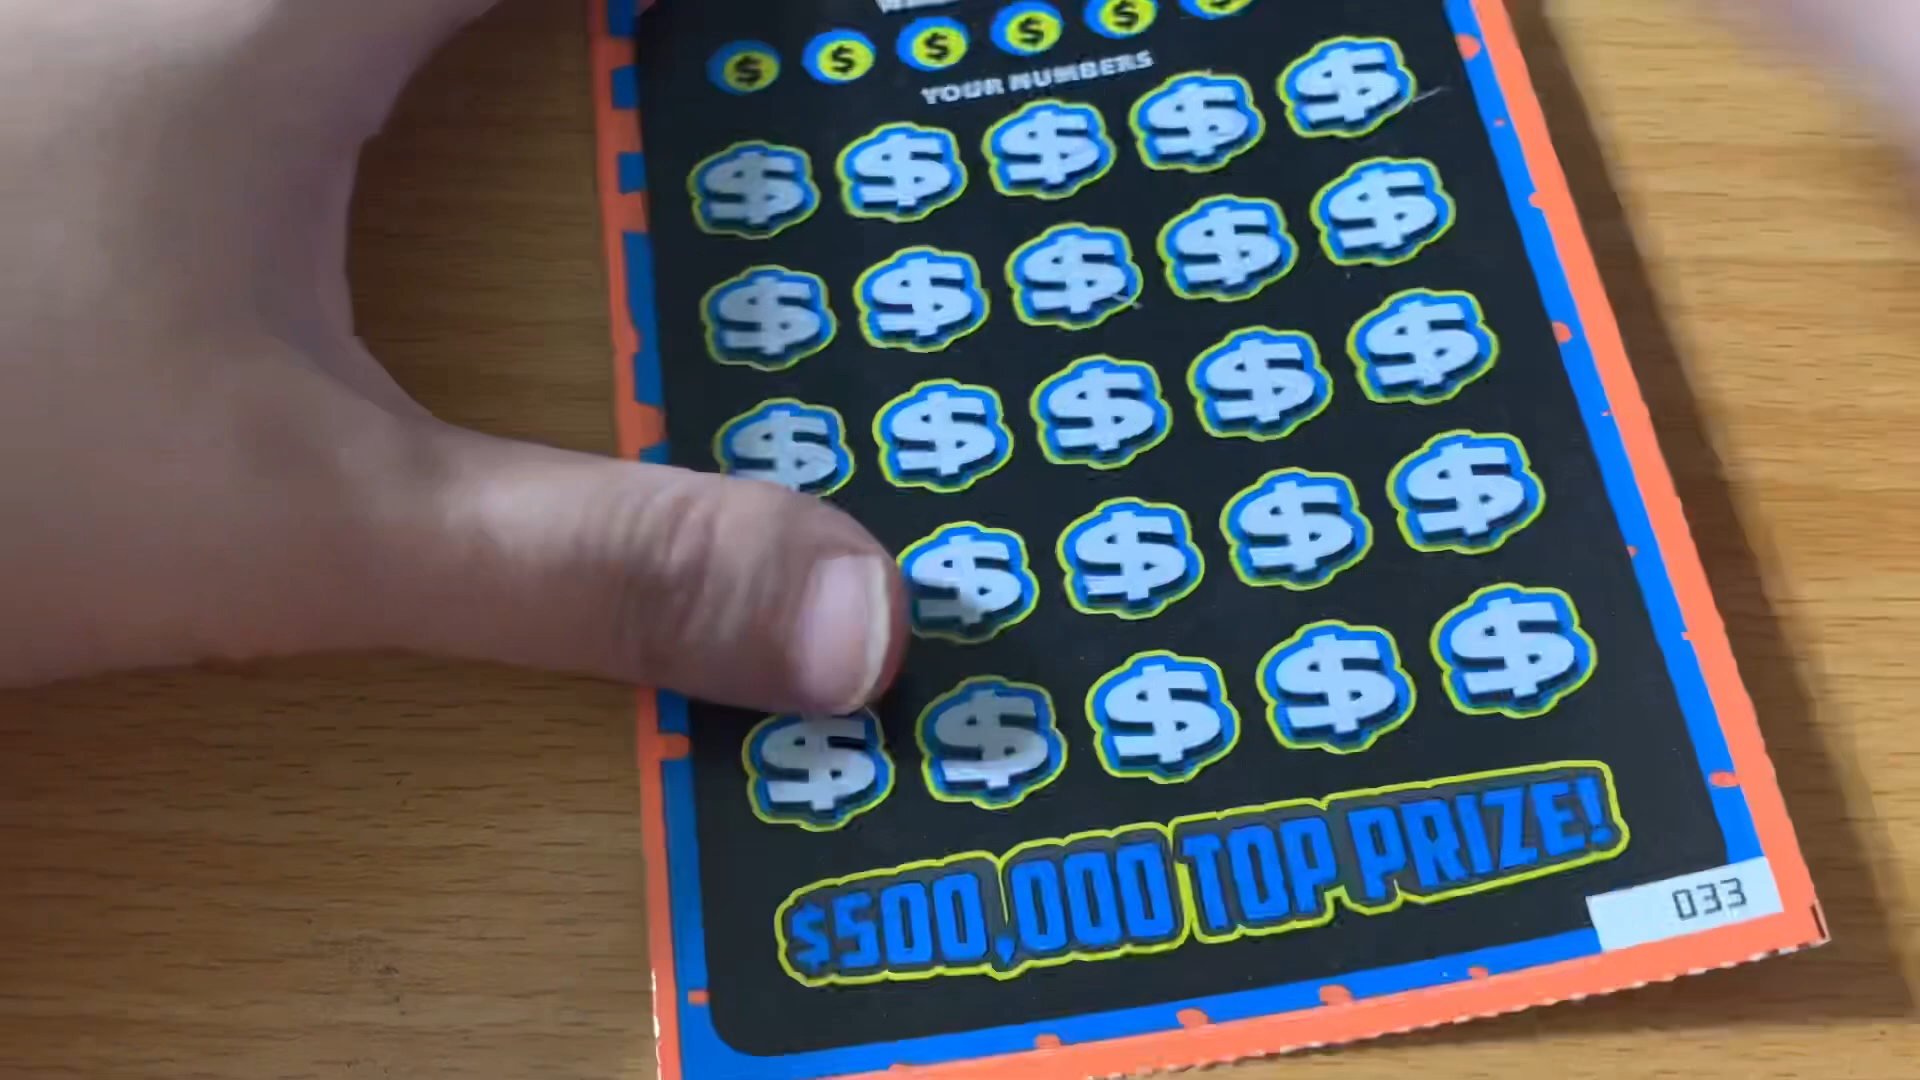 $ $ $ $ $ $
YOUR NUMBERS
$ $ $ $ $
$ $ $ $ $
$ $ $ $ $
$ $ $ $
$ $ $ $ $
$500,000 TOP PRIZE!
033